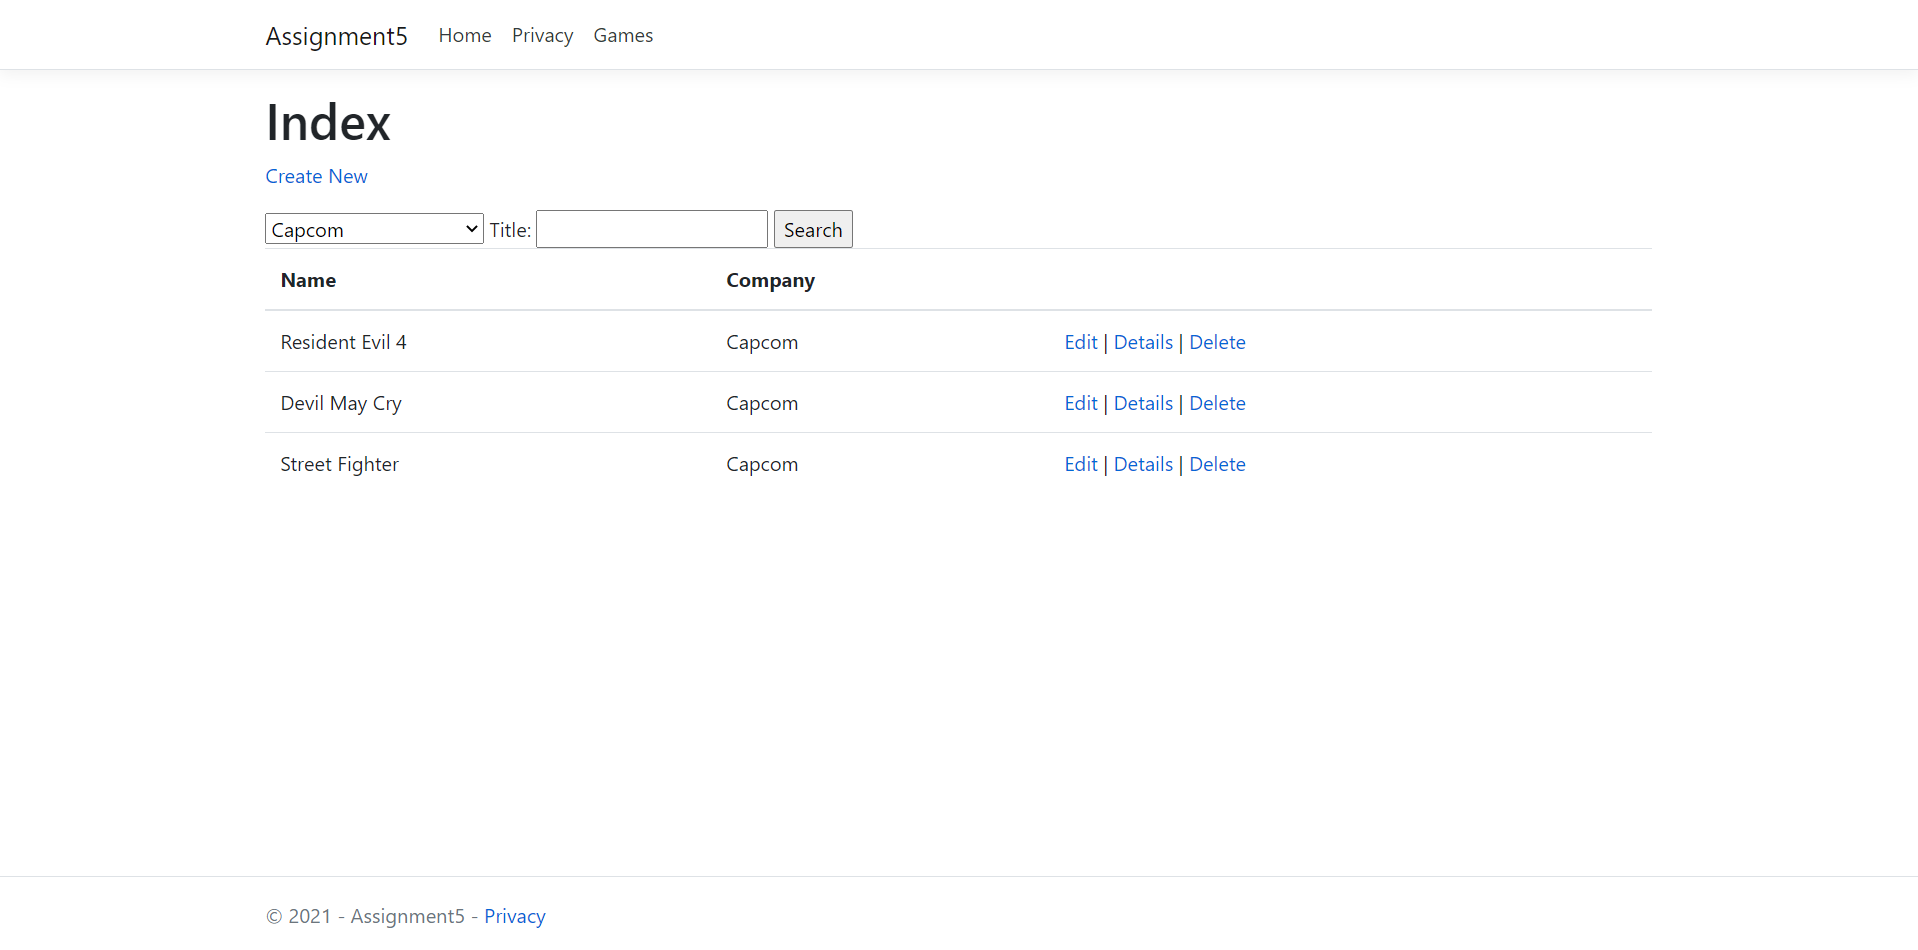 Assignment5 Home Privacy Games
Index
Create New
Capcom Title: Search
Name Company
Resident Evil 4 Capcom Edit | Details | Delete
Devil May Cry Capcom Edit | Details | Delete
Street Fighter Capcom Edit | Details | Delete
© 2021 - Assignment5 - Privacy